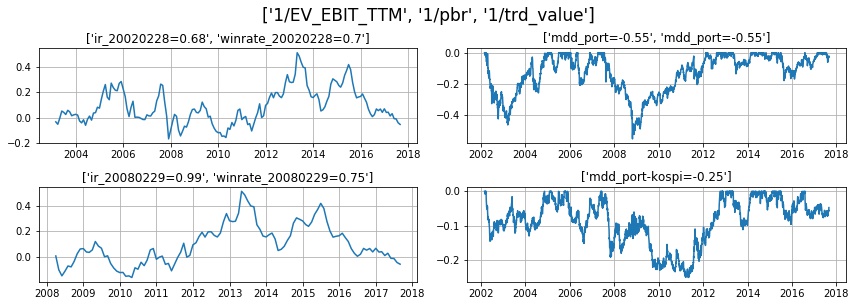 ['1/EV_EBIT_TTM', '1/pbr', '1/trd_value']
['ir_20020228=0.68', 'winrate_20020228=0.7']
0.4
0.2
0.0
−0.2
2004 2006 2008 2010 2012 2014 2016 2018
['mdd_port=-0.55', 'mdd_port=-0.55']
0.0
−0.2
−0.4
2002 2004 2006 2008 2010 2012 2014 2016 2018
['ir_20080229=0.99', 'winrate_20080229=0.75']
0.4
0.2
0.0
2008 2009 2010 2011 2012 2013 2014 2015 2016 2017 2018
['mdd_port-kospi=-0.25']
0.0
−0.1
−0.2
2002 2004 2006 2008 2010 2012 2014 2016 2018